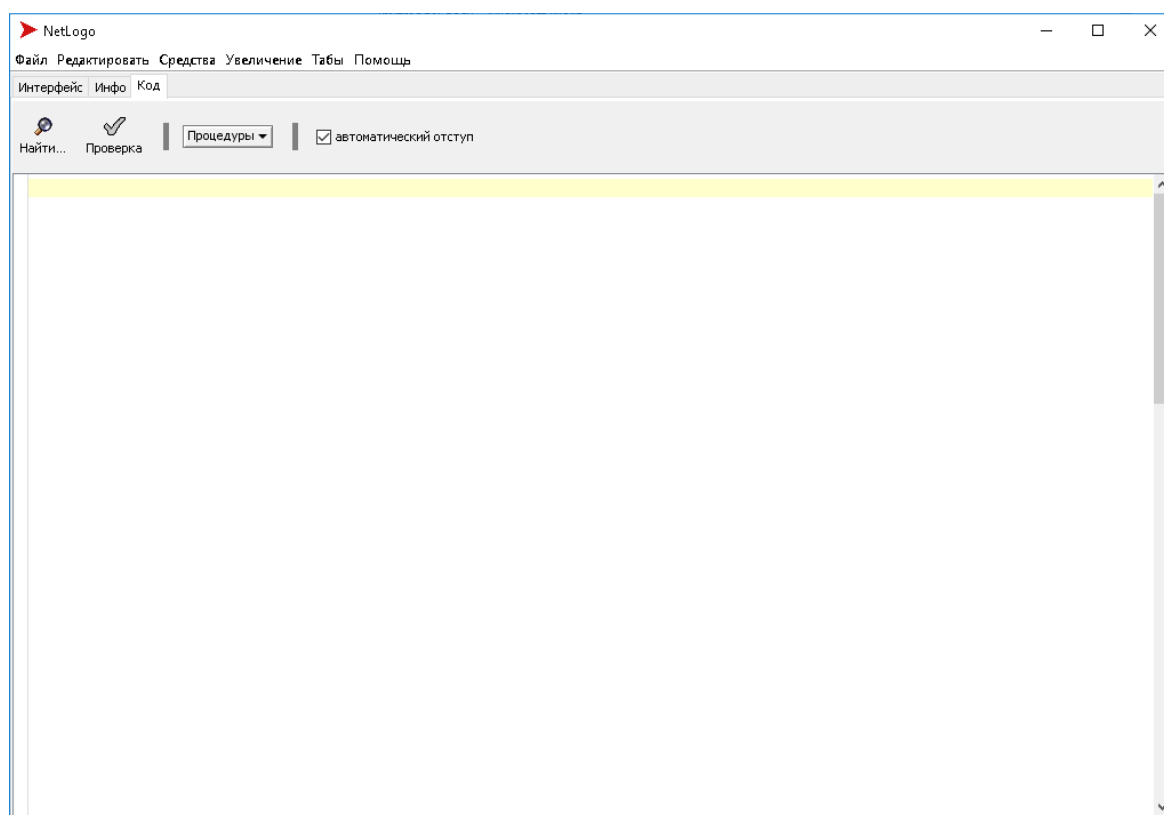 NetLogo
Файл Редактировать Средства Увеличение Табы Помощь
Интерфейс Инфо Код
Найти... Проверка Процедуры автоматический отступ